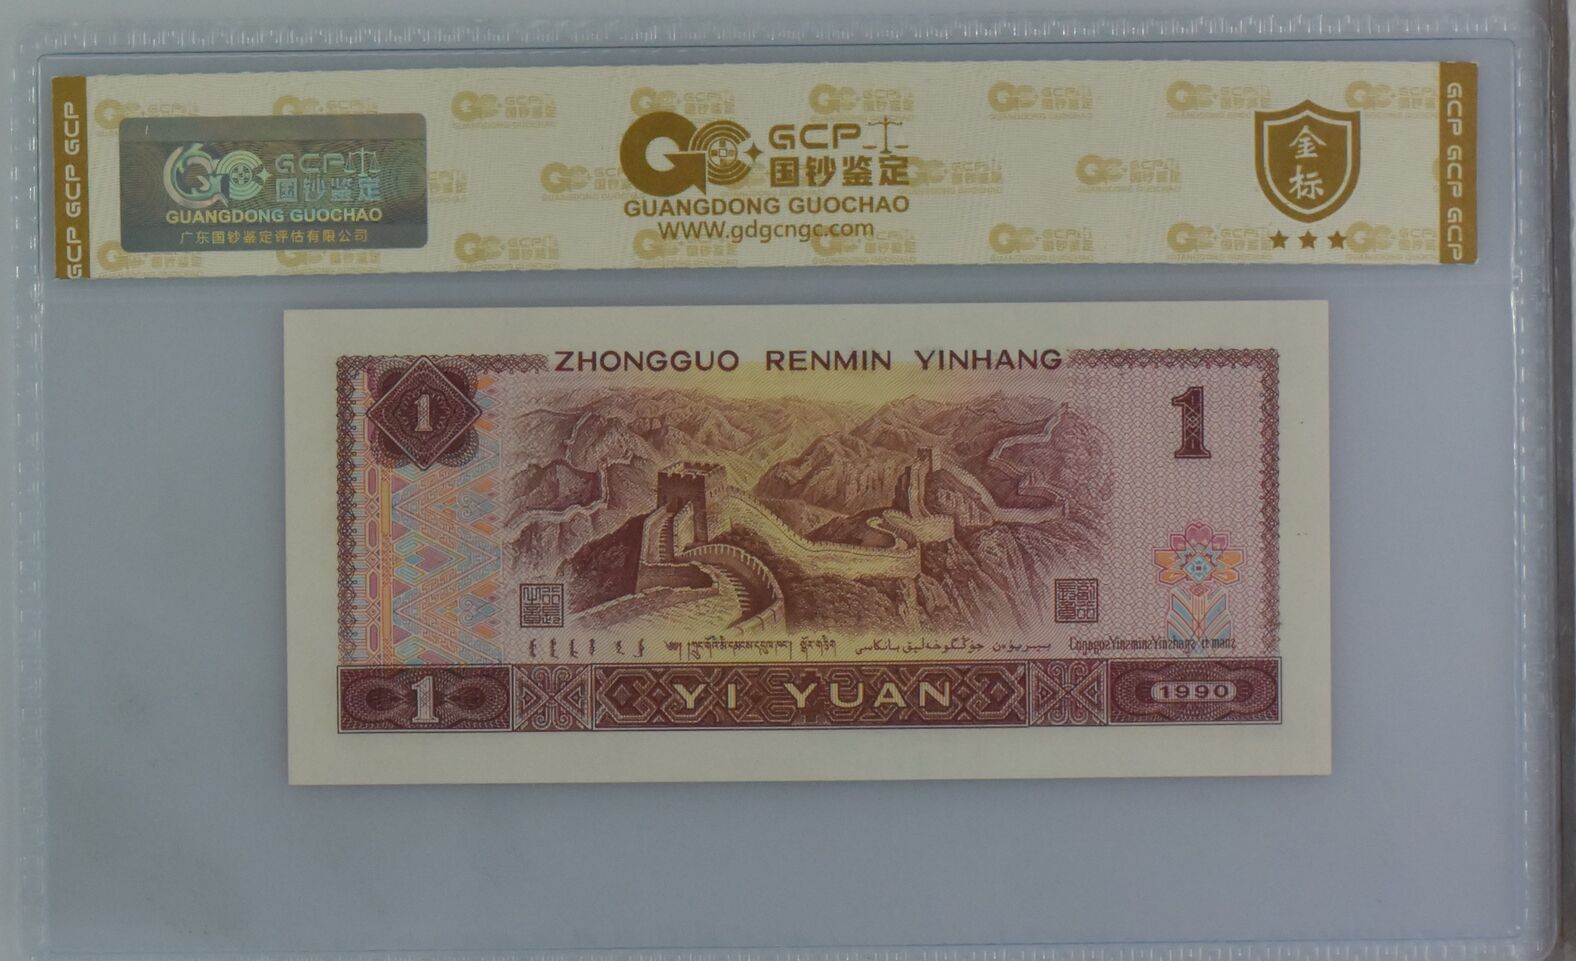 GCP GCP GCP
GCP
国钞鉴定
GUANGDONG GUOCHAO
广东国钞鉴定评估有限公司
GCP
国钞鉴定
GUANGDONG GUOCHAO
WWW.gdgcngc.com
金标
GCP GCP GCP GCP
ZHONGGUO RENMIN YINHANG
1
1
1 YI YUAN 1990